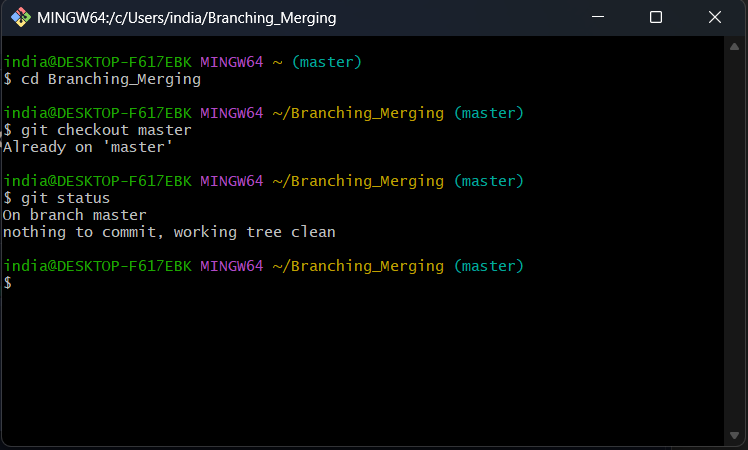 MINGW64:/c/Users/india/Branching_Merging
india@DESKTOP-F617EBK MINGW64 ~ (master)
$ cd Branching_Merging
india@DESKTOP-F617EBK MINGW64 ~/Branching_Merging (master)
$ git checkout master
Already on 'master'
india@DESKTOP-F617EBK MINGW64 ~/Branching_Merging (master)
$ git status
On branch master
nothing to commit, working tree clean
india@DESKTOP-F617EBK MINGW64 ~/Branching_Merging (master)
$